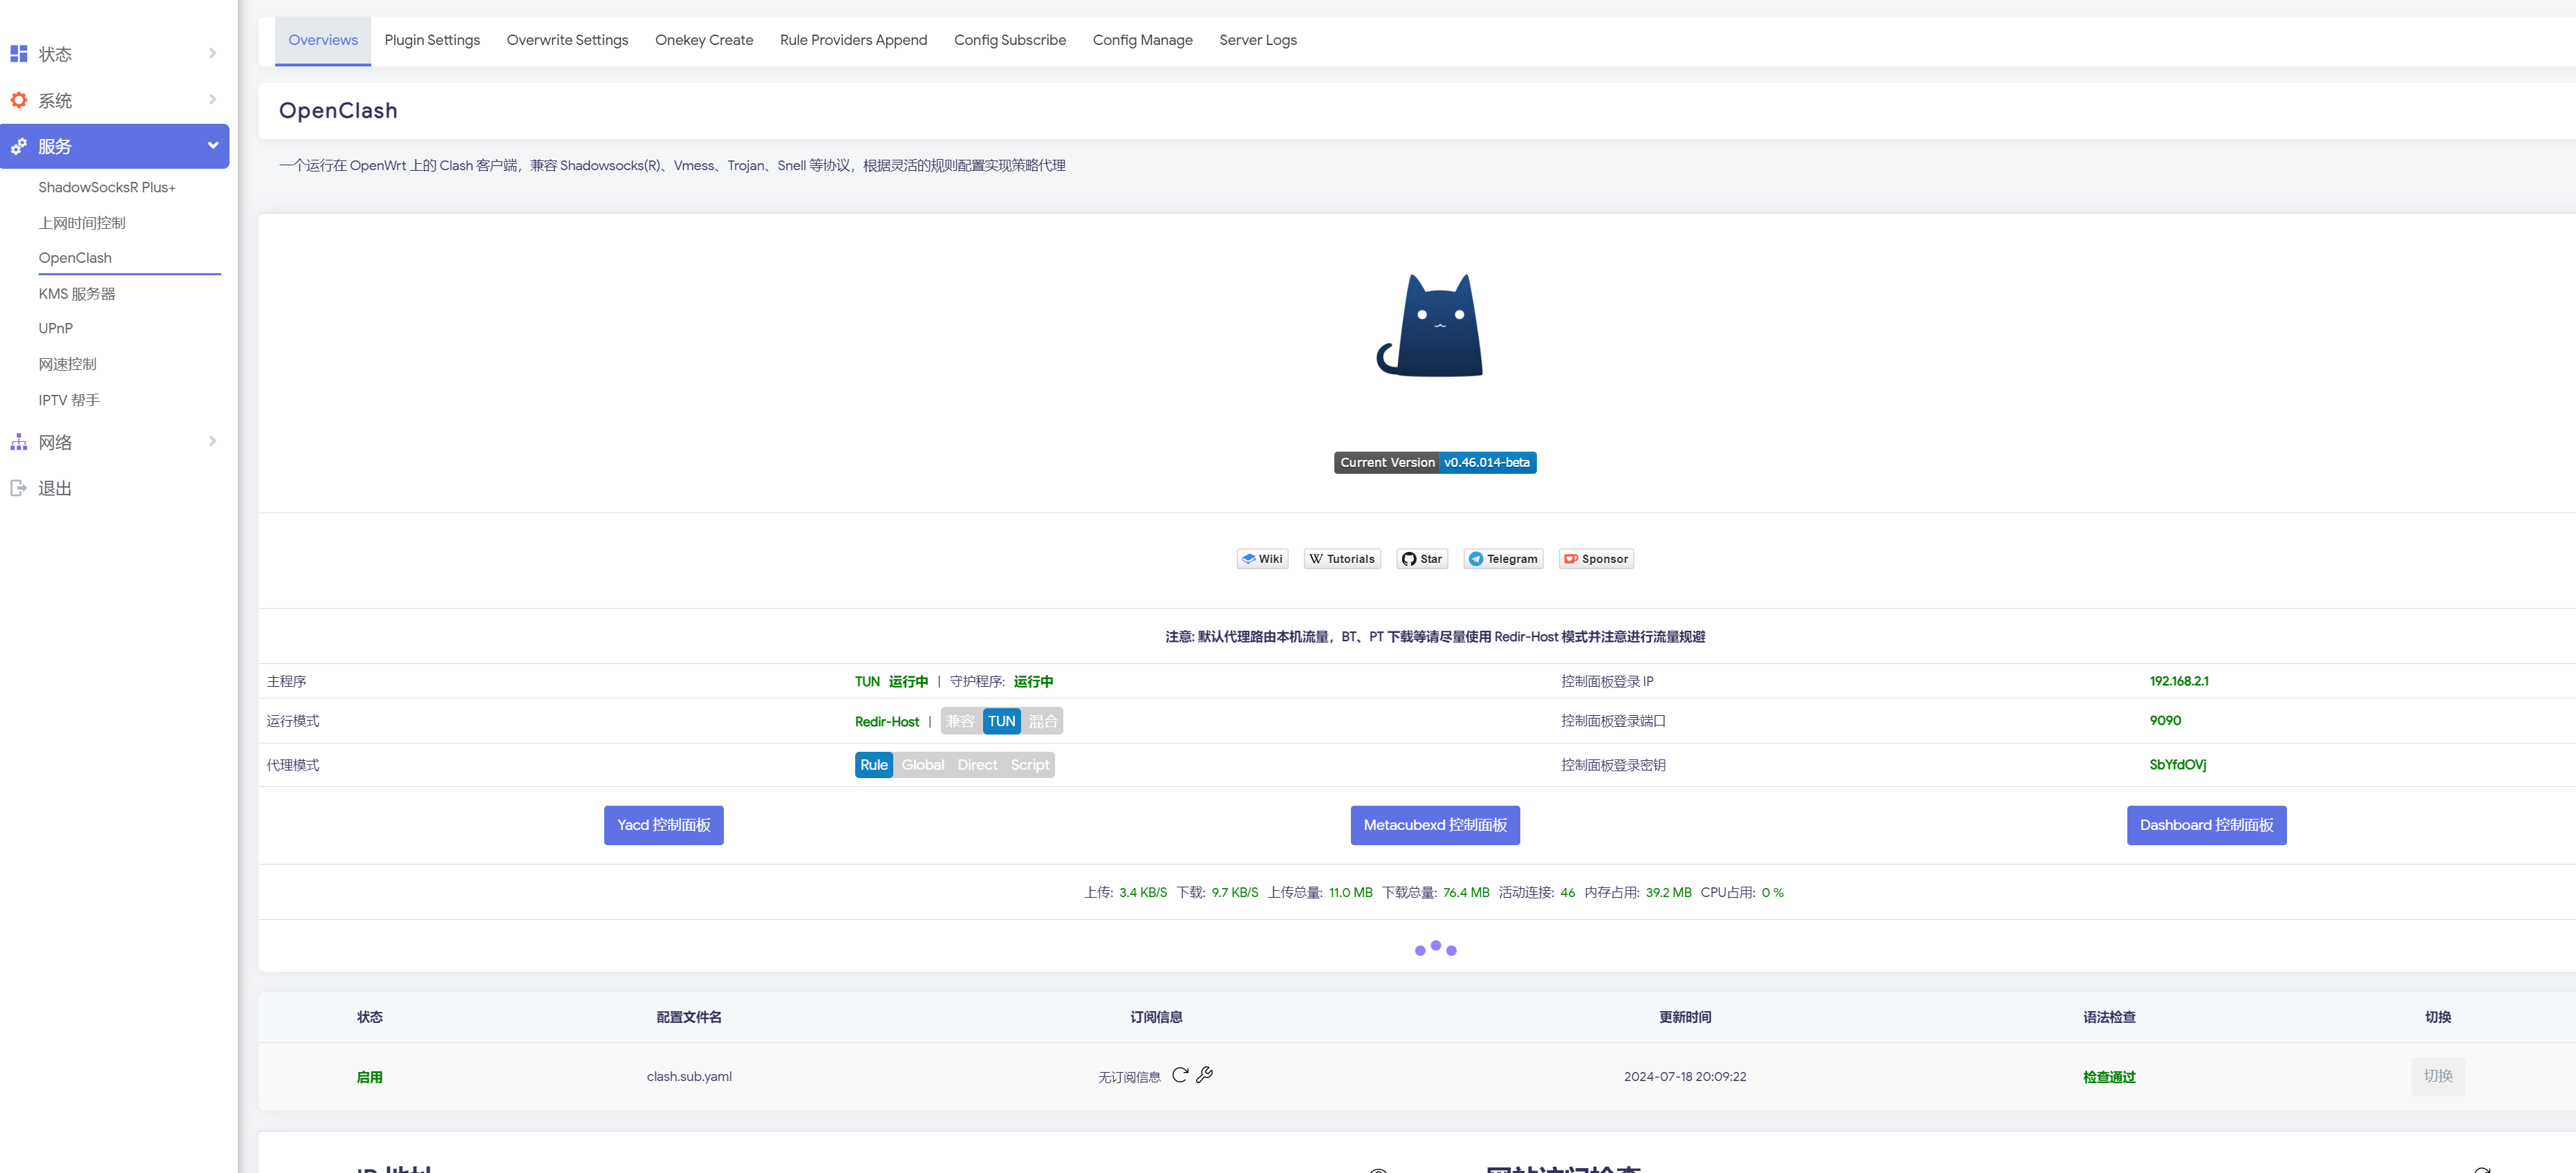 状态
系统
服务
ShadowSocksR Plus+
上网时间控制
OpenClash
KMS 服务器
UPnP
网速控制
IPTV 帮手
网络
退出
Overviews Plugin Settings Overwrite Settings Onekey Create Rule Providers Append Config Subscribe Config Manage Server Logs
OpenClash
一个运行在 OpenWrt 上的 Clash 客户端，兼容 Shadowsocks(R)、Vmess、Trojan、Snell 等协议，根据灵活的规则配置实现策略代理
Current Version v0.46.014-beta
Wiki Tutorials Star Telegram Sponsor
注意: 默认代理路由本机流量，BT、PT 下载等请尽量使用 Redir-Host 模式并注意进行流量规避
主程序 TUN 运行中 | 守护程序: 运行中 控制面板登录 IP 192.168.2.1
运行模式 Redir-Host | 兼容 TUN 混合 控制面板登录端口 9090
代理模式 Rule Global Direct Script 控制面板登录密钥 SbYfdOVj
Yacd 控制面板 Metacubexd 控制面板 Dashboard 控制面板
上传: 3.4 KB/S 下载: 9.7 KB/S 上传总量: 11.0 MB 下载总量: 76.4 MB 活动连接: 46 内存占用: 39.2 MB CPU占用: 0 %
状态 配置文件名 订阅信息 更新时间 语法检查 切换
启用 clash.sub.yaml 无订阅信息 2024-07-18 20:09:22 检查通过 切换
IP 地址 网站访问检查